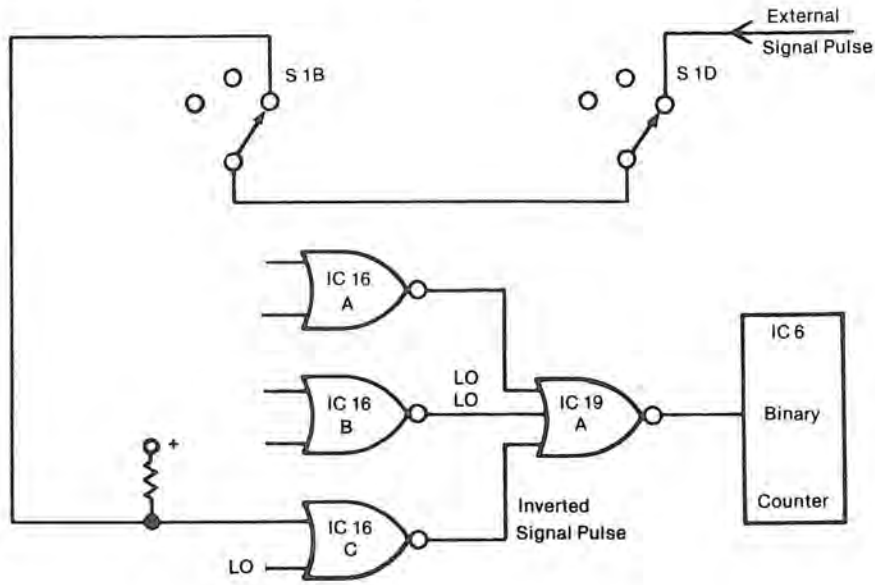 External
Signal Pulse
S 1B
S 1D
IC 16
A
IC 6
LO
LO
IC 16
B
IC 19
A
Binary
+
Inverted
Signal Pulse
Counter
IC 16
C
LO